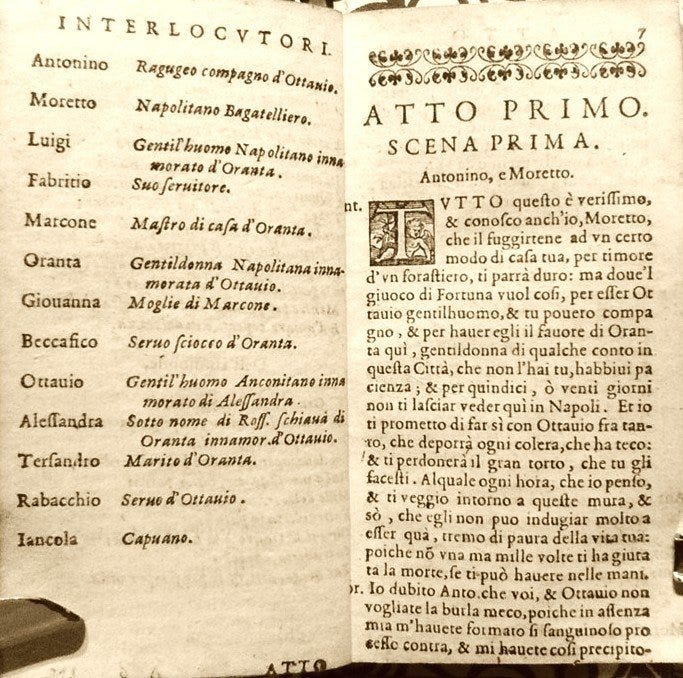 INTERLOCVTORI.
Antonino Ragugeo compagno d'Ottauio.
Moretto Napolitano Bagatelliero.
Luigi Gentil'huomo Napolitano inna
morato d'Oranta.
Fabritio Suo seruitore.
Marcone Mastro di casa d'Oranta.
Oranta Gentildonna Napolitana inna-
morata d'Ottauio.
Giouanna Moglie di Marcone.
Beccafico Seruo sciocco d'Oranta.
Ottauio Gentil'huomo Anconitano inna
morato di Alessandra.
Alessandra Sotto nome di Ross. schiaua di
Oranta innamor. d'Ottauio.
Tersandro Marito d'Oranta.
Rabacchio Seruo d'Ottauio.
Iancola Capuano.
ATTO
7
ATTO PRIMO.
SCENA PRIMA.
Antonino, e Moretto.
nt. TVTTO questo è verissimo,
& conosco anch'io, Moretto,
che il fuggirtene ad vn certo
modo di casa tua, per timore
d'vn forastiero, ti parrà duro: ma doue'l
giuoco di Fortuna vuol cosi, per esser Ot
tauio gentilhuomo, & tu pouero compa
gno, & per hauer egli il fauore di Oran-
ta quì, gentildonna di qualche conto in
questa Città, che non l'hai tu, habbiui pa
cienza; & per quindici, ò venti giorni
non ti lasciar veder quì in Napoli. Et io
ti prometto di far sì con Ottauio fra tan-
to, che deporrà ogni colera, che ha teco:
& ti perdonerà il gran torto, che tu gli
facesti. Alquale ogni hora, che io penso,
& ti veggio intorno a queste mura, &
sò, che egli non puo indugiar molto a
esser quà, tremo di paura della vita tua:
poiche nõ vna ma mille volte ti ha giura
ta la morte, se ti può hauere nelle mani.
or. Io dubito Anto. che voi, & Ottauio non
vogliate la burla meco, poiche in assenza
mia m'hauete formato sì sanguinoso pro
cesso contra, & mi hauete così precipito-